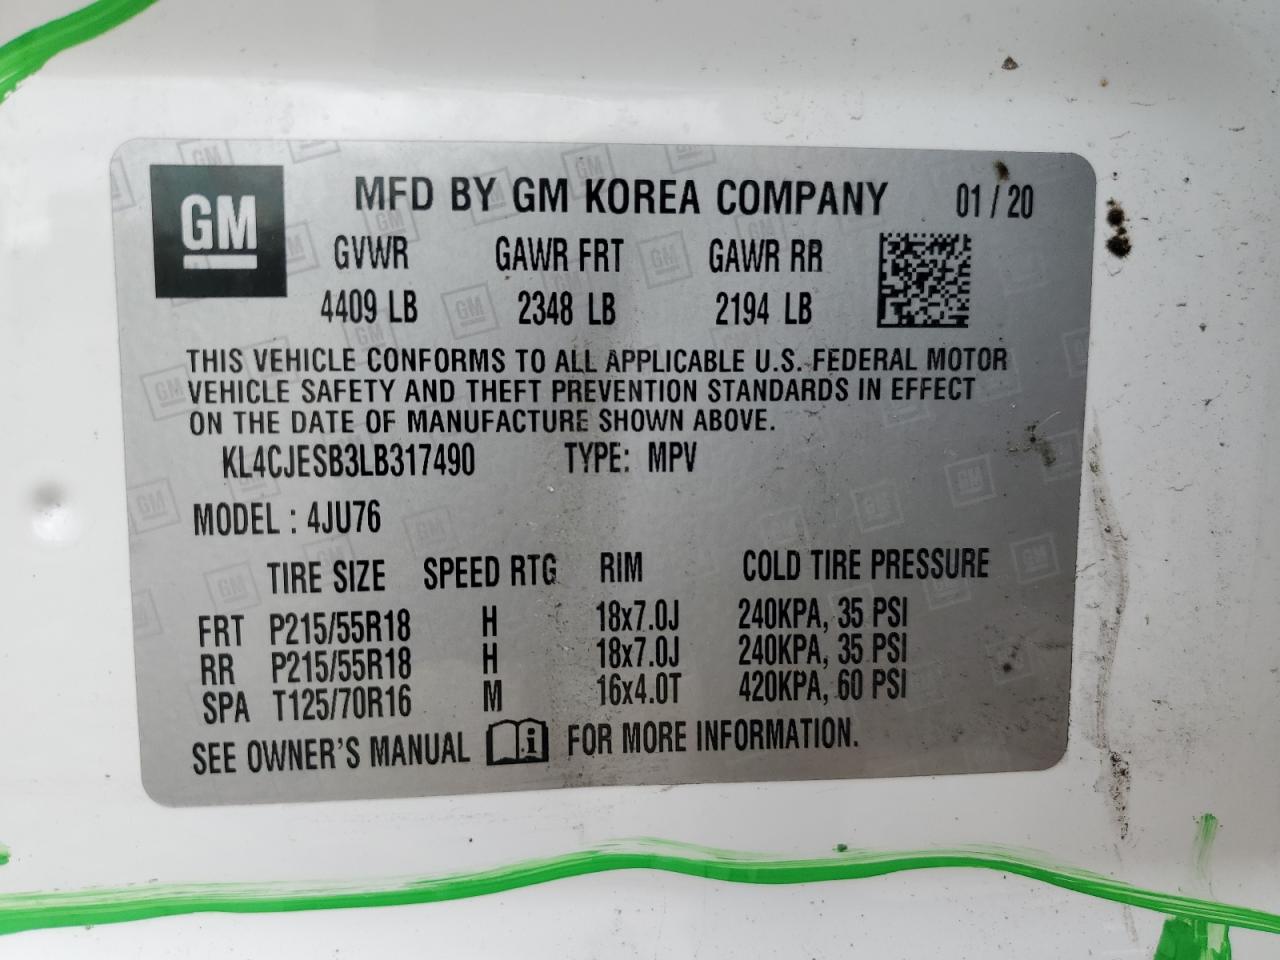 GM MFD BY GM KOREA COMPANY 01 / 20
GVWR GAWR FRT GAWR RR
4409 LB 2348 LB 2194 LB
THIS VEHICLE CONFORMS TO ALL APPLICABLE U.S. FEDERAL MOTOR
VEHICLE SAFETY AND THEFT PREVENTION STANDARDS IN EFFECT
ON THE DATE OF MANUFACTURE SHOWN ABOVE.
KL4CJESB3LB317490 TYPE: MPV
MODEL : 4JU76
TIRE SIZE SPEED RTG RIM COLD TIRE PRESSURE
FRT P215/55R18 H 18x7.0J 240KPA, 35 PSI
RR P215/55R18 H 18x7.0J 240KPA, 35 PSI
SPA T125/70R16 M 16x4.0T 420KPA, 60 PSI
SEE OWNER'S MANUAL i FOR MORE INFORMATION.